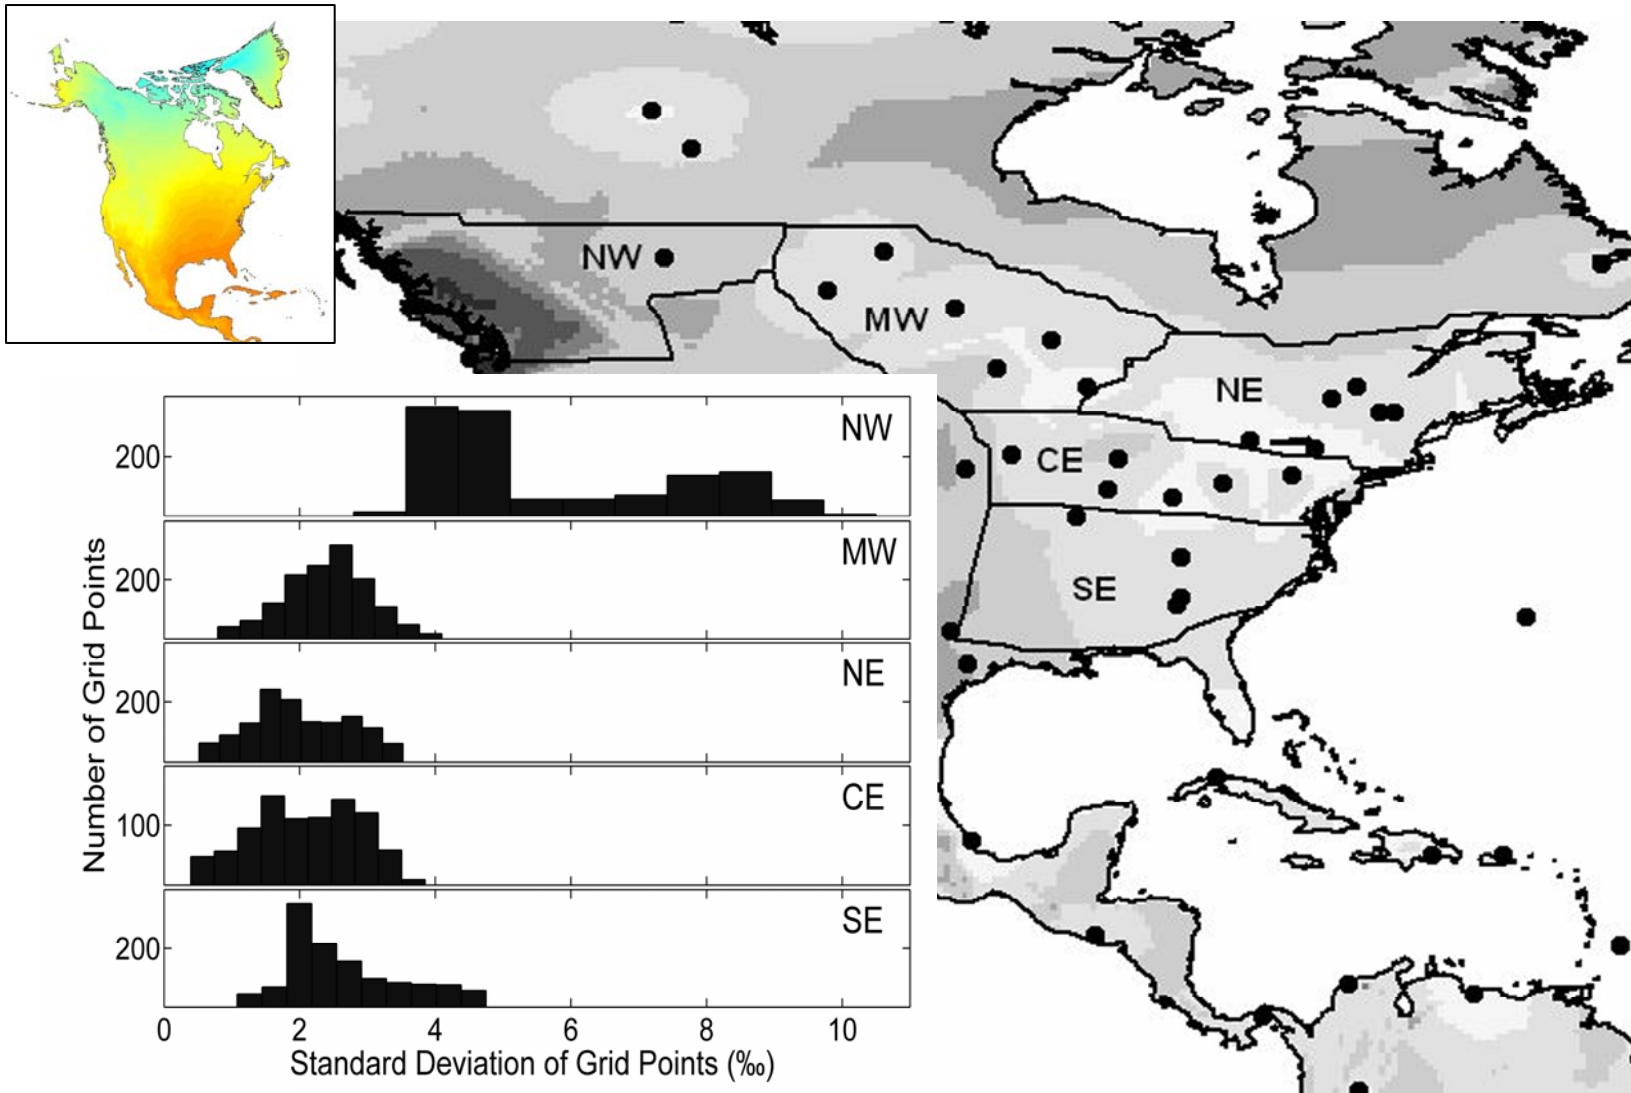 NW
MW
NE
CE
SE
NW
200
MW
200
NE
200
CE
100
SE
200
Number of Grid Points
0 2 4 6 8 10
Standard Deviation of Grid Points (‰)